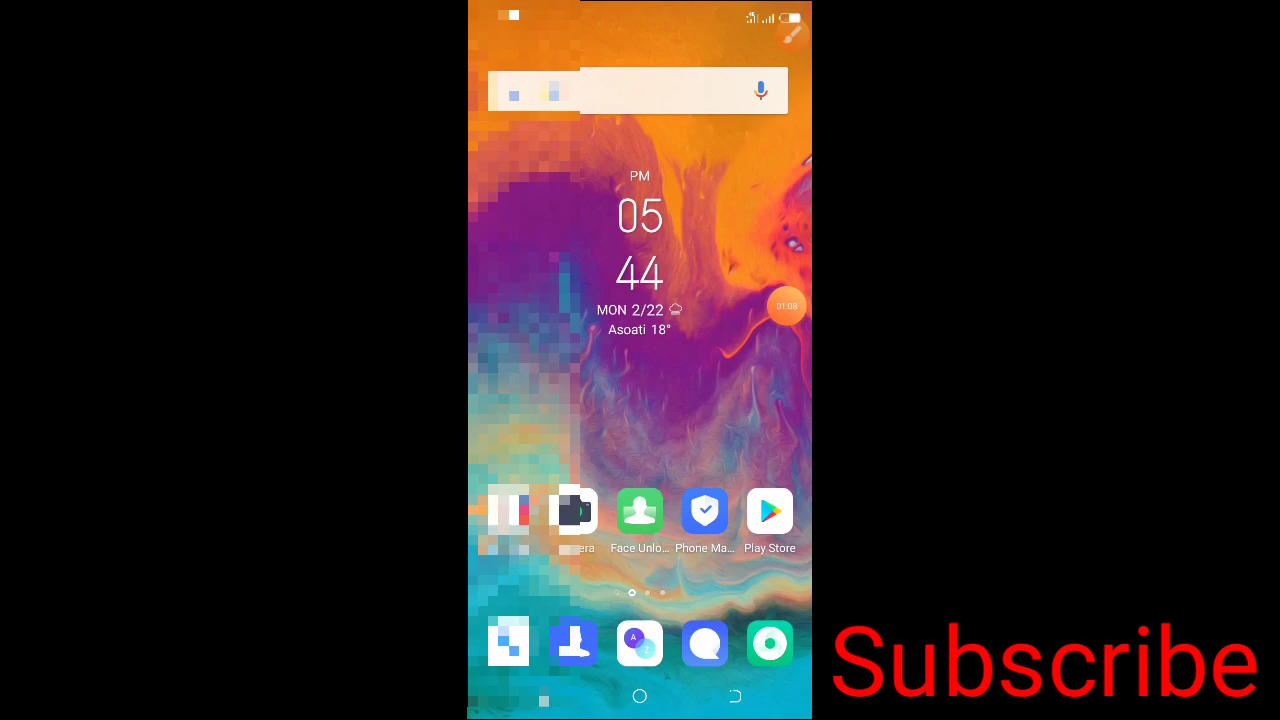 PM
05
44
MON 2/22
Asoati 18°
01:08
era
Face Unlo...
Phone Ma...
Play Store
A
Z
Subscribe